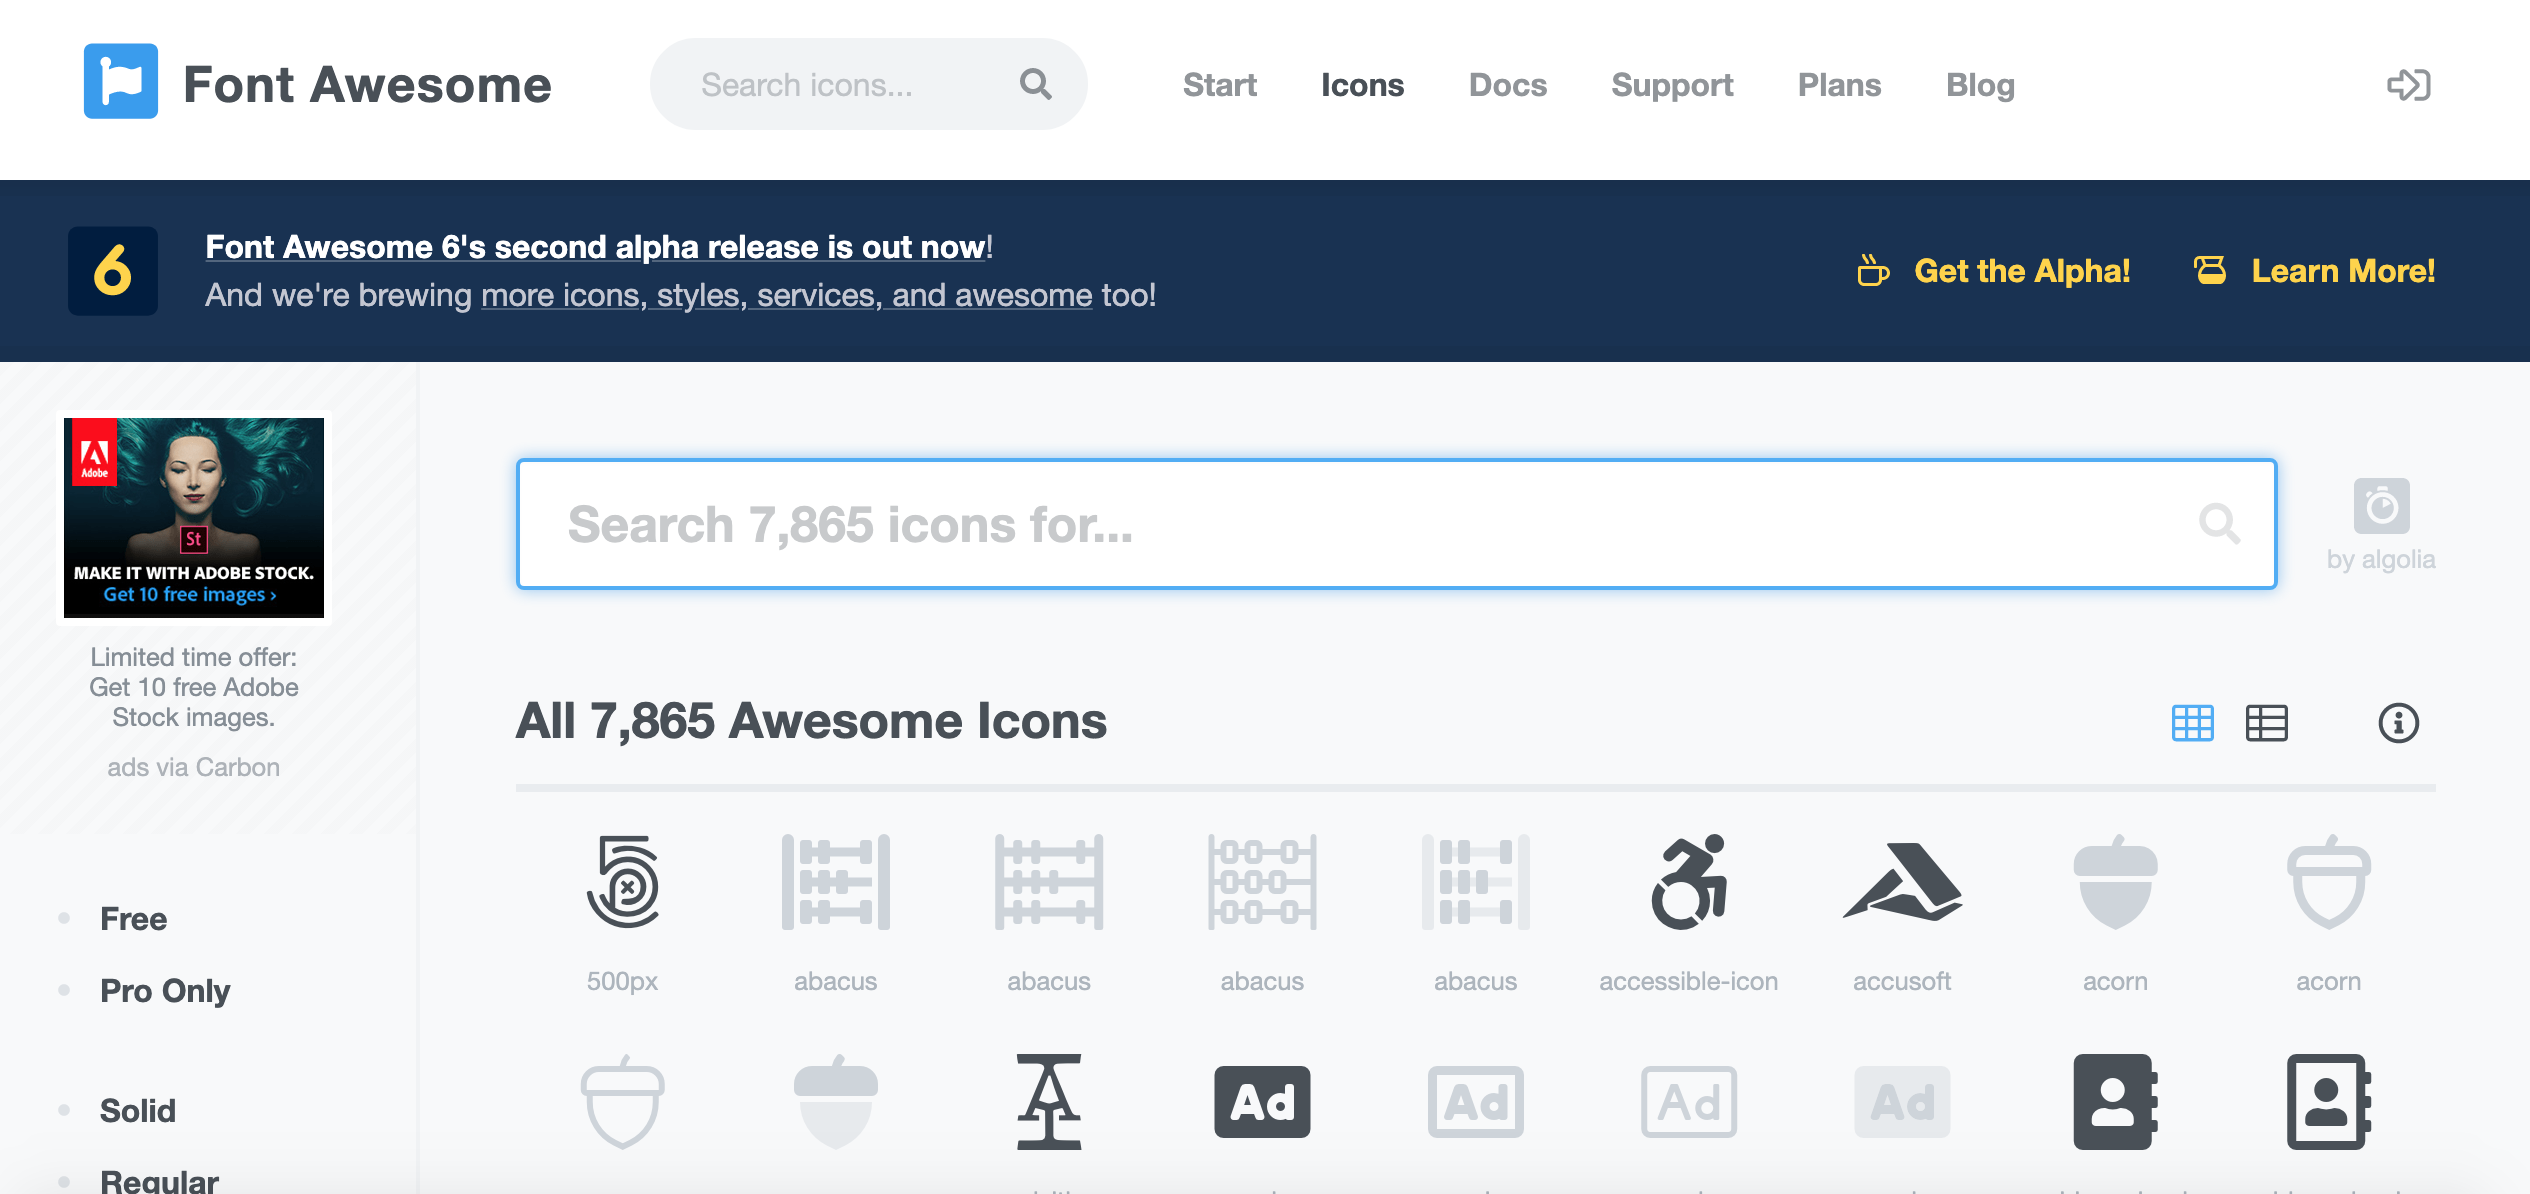 Font Awesome
Search icons...
Start
Icons
Docs
Support
Plans
Blog
6
Font Awesome 6's second alpha release is out now!
And we're brewing more icons, styles, services, and awesome too!
Get the Alpha!
Learn More!
Adobe
St
MAKE IT WITH ADOBE STOCK.
Get 10 free images ›
Limited time offer:
Get 10 free Adobe
Stock images.
ads via Carbon
Search 7,865 icons for...
by algolia
All 7,865 Awesome Icons
500px
abacus
abacus
abacus
abacus
accessible-icon
accusoft
acorn
acorn
Ad
Ad
Ad
Ad
Free
Pro Only
Solid
Regular